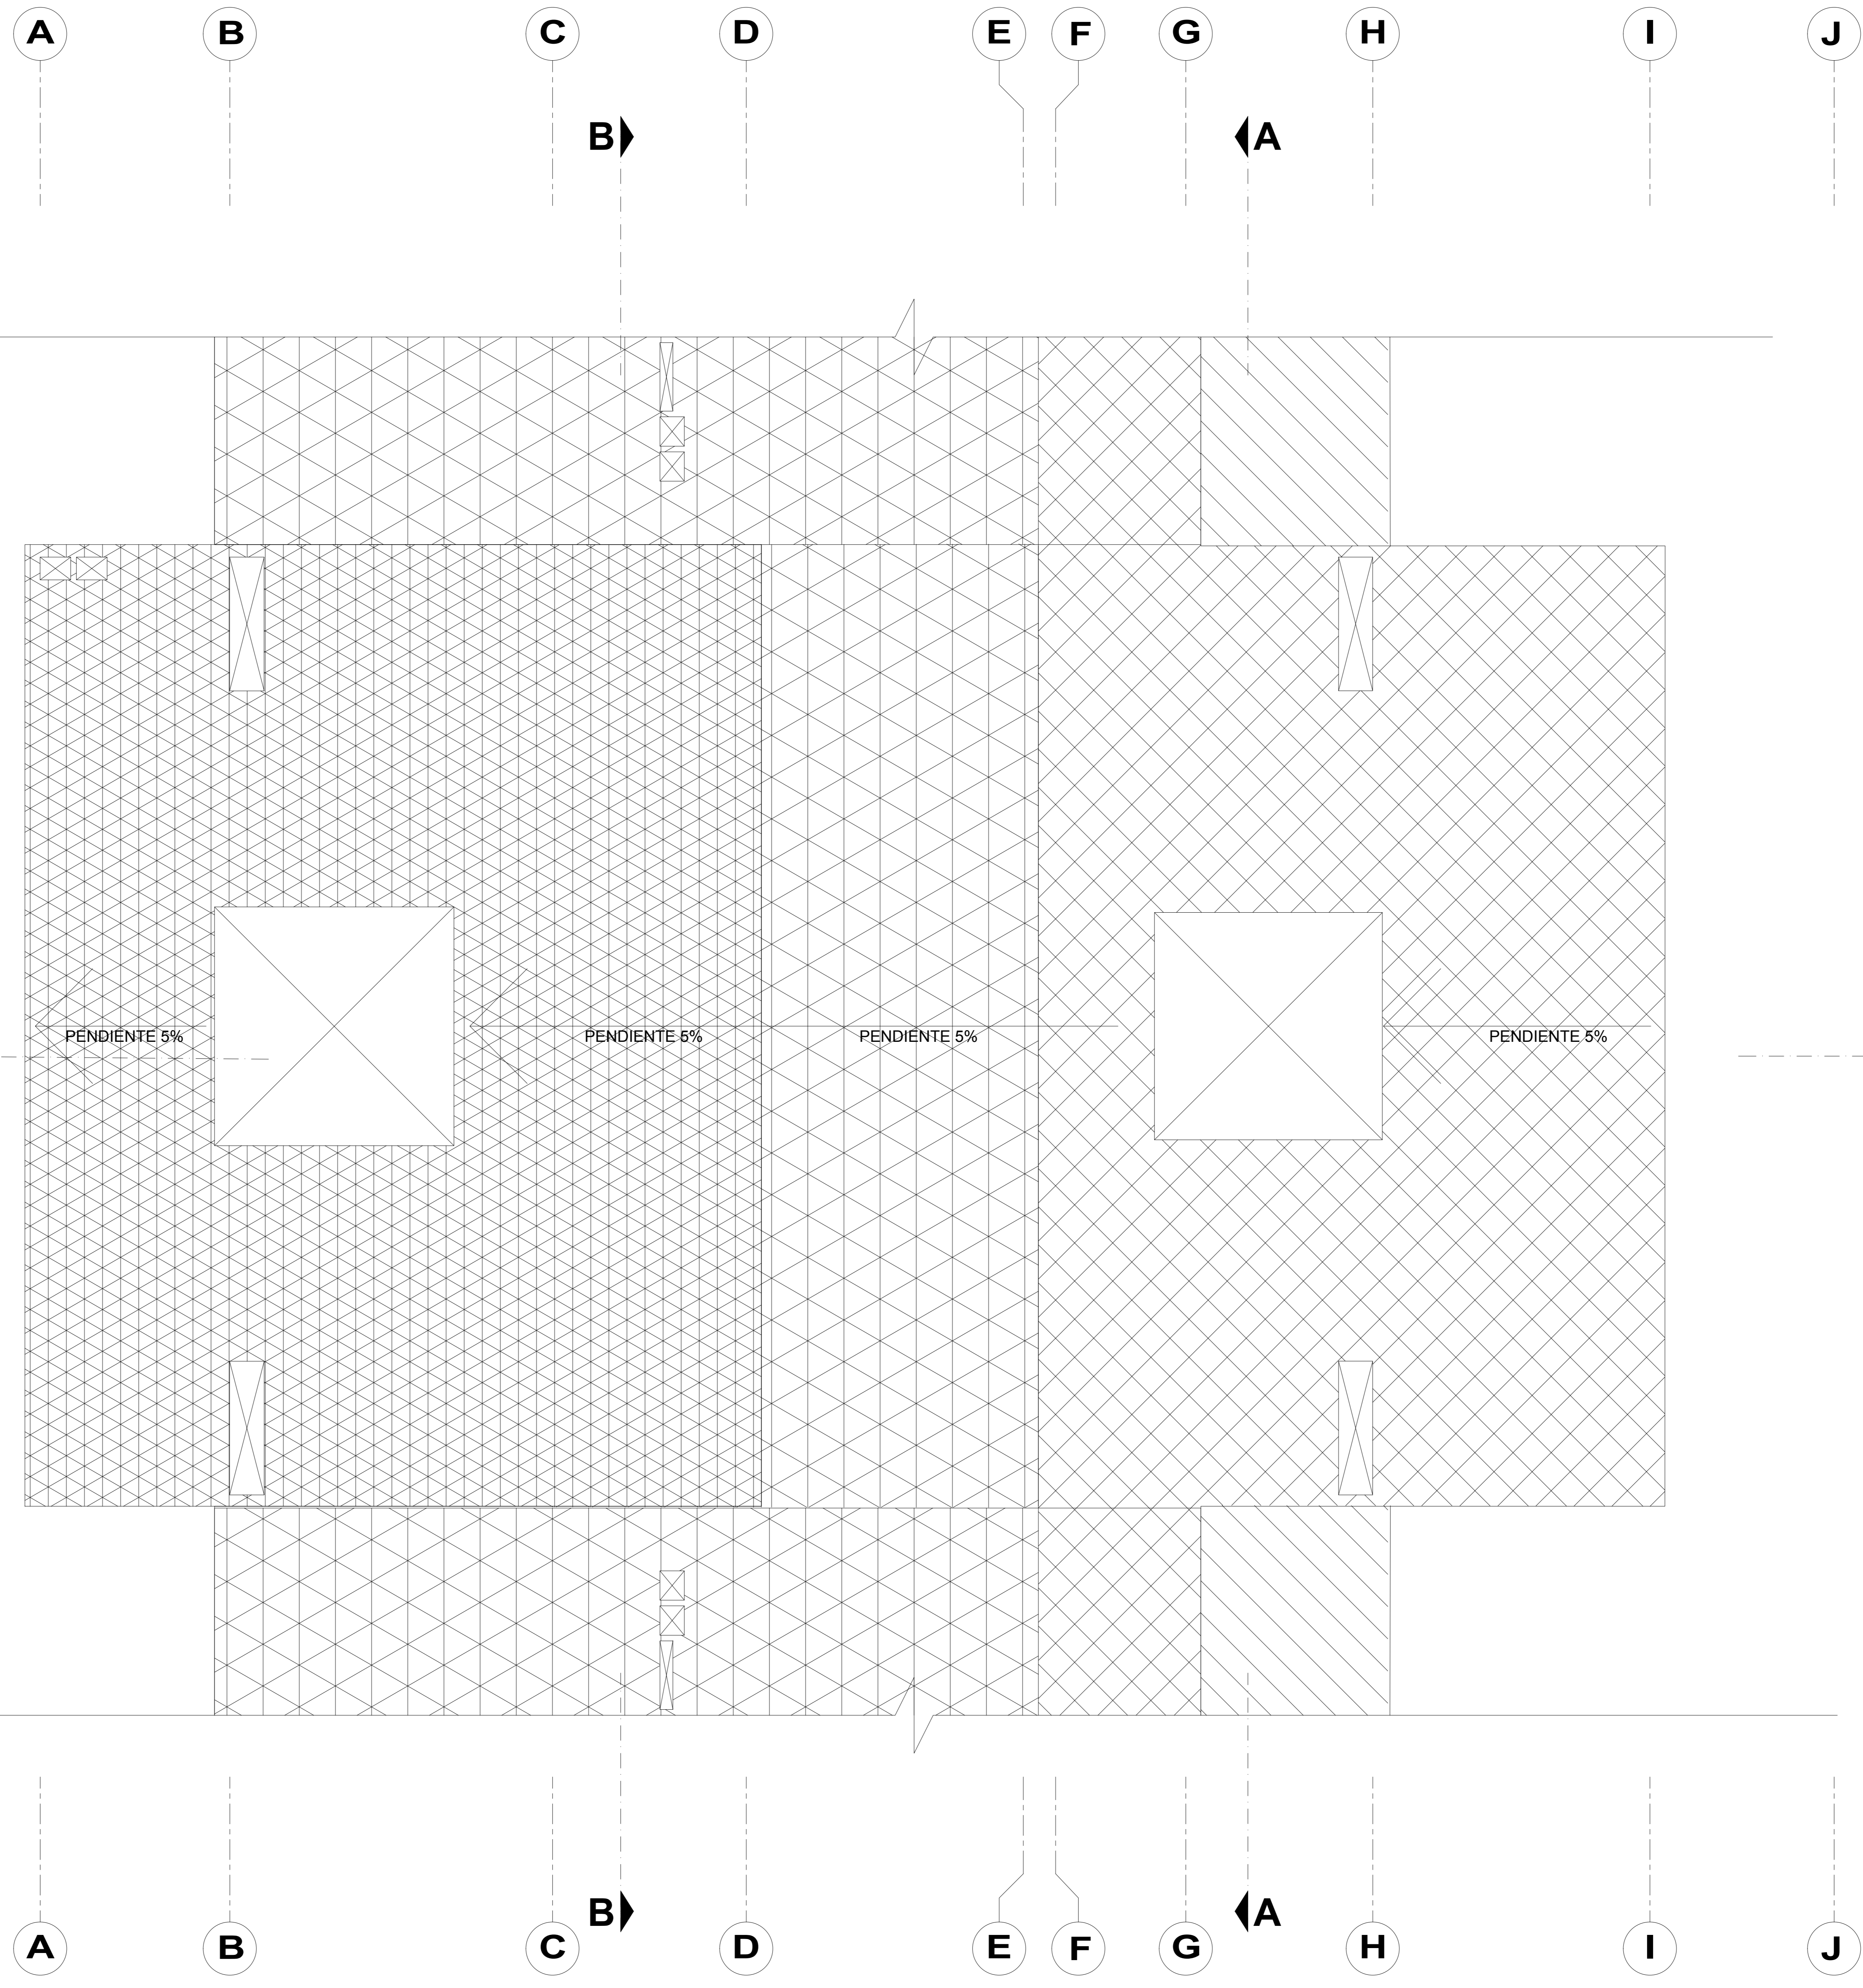 A B C D E F G H I J
B A
PENDIENTE 5% PENDIENTE 5% PENDIENTE 5% PENDIENTE 5%
B A
A B C D E F G H I J